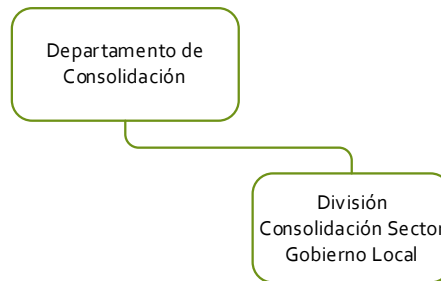 Departamento de
Consolidación
División
Consolidación Sector
Gobierno Local